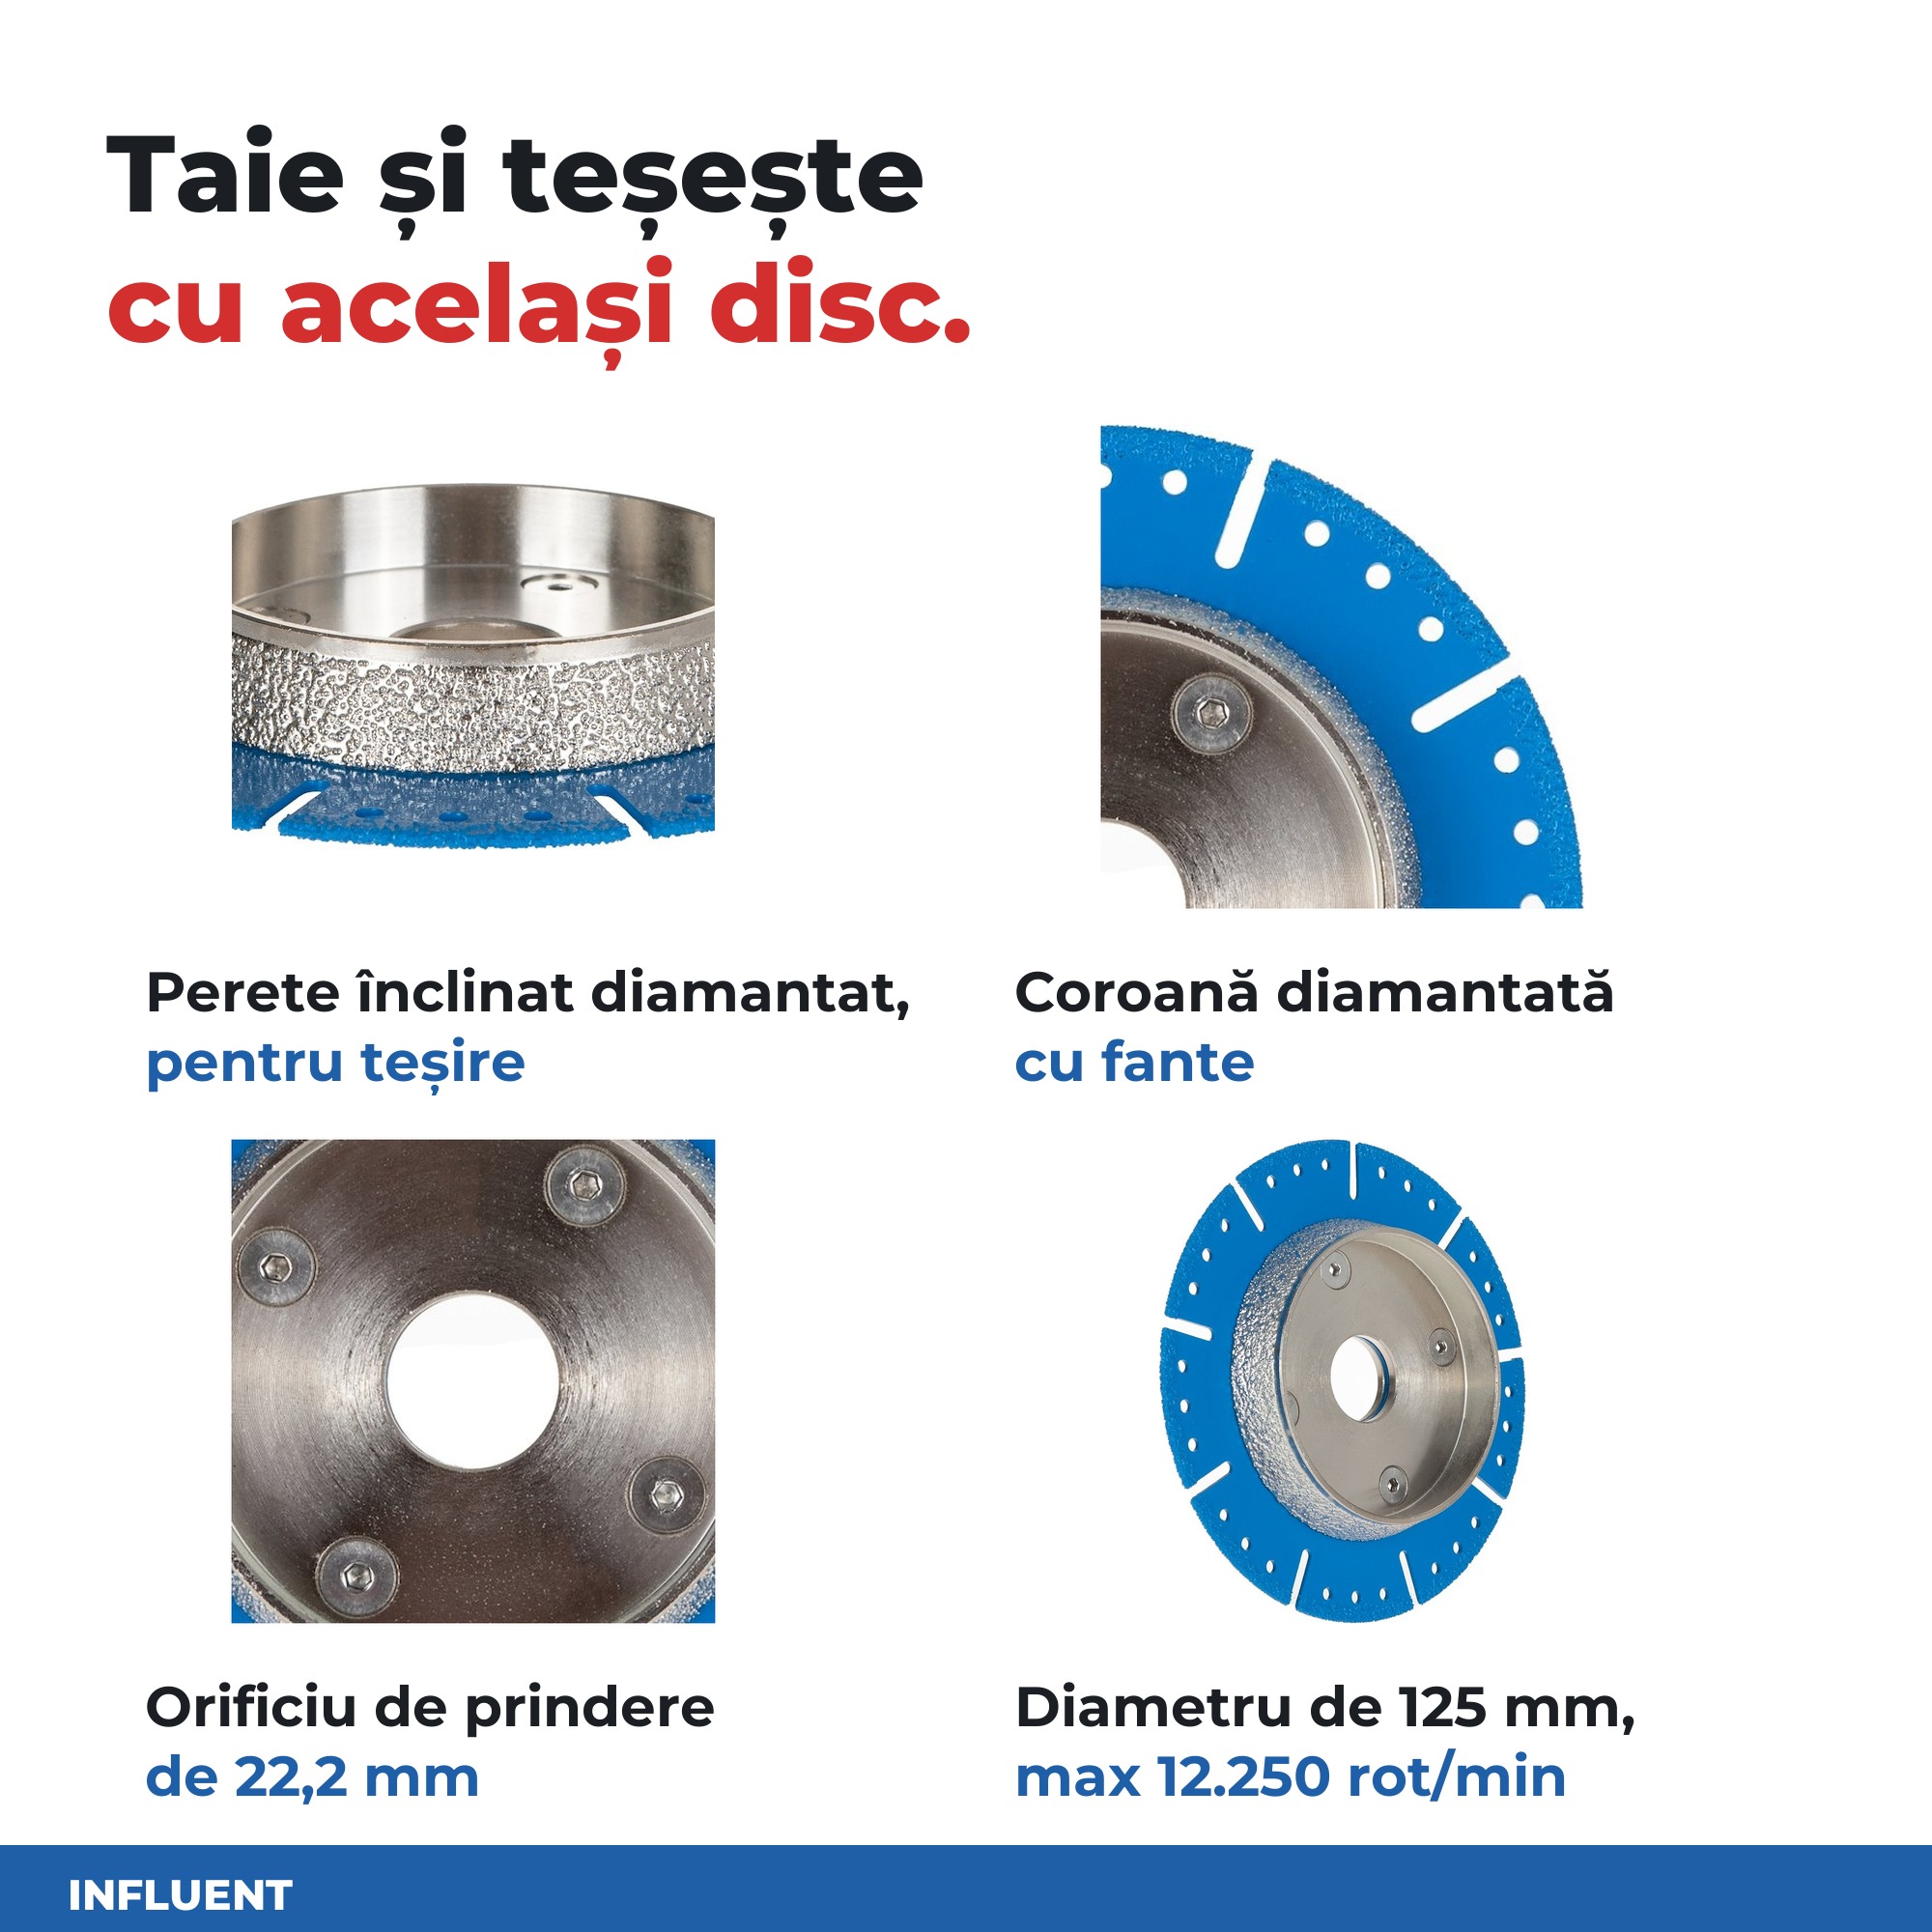 Taie și teșește
cu același disc.
Perete înclinat diamantat,
pentru teșire
Coroană diamantată
cu fante
Orificiu de prindere
de 22,2 mm
Diametru de 125 mm,
max 12.250 rot/min
INFLUENT